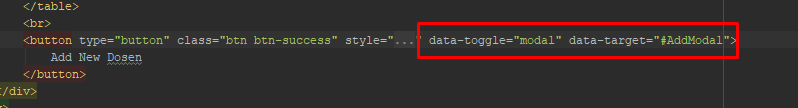 </table>
<br>
<button type="button" class="btn btn-success" style="..." data-toggle="modal" data-target="#AddModal">
Add New Dosen
</button>
</div>